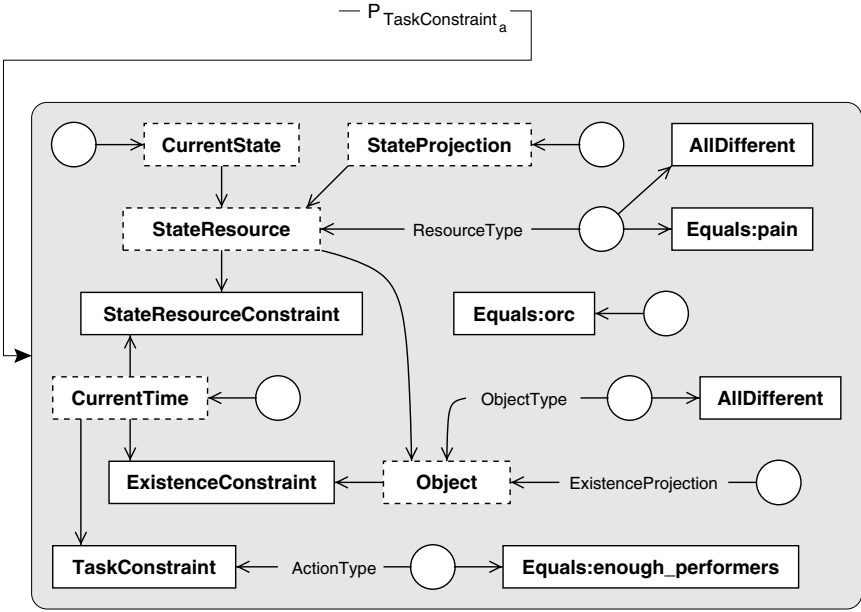 P TaskConstraint a
CurrentState StateProjection AllDifferent
StateResource ResourceType Equals:pain
StateResourceConstraint Equals:orc
CurrentTime ObjectType AllDifferent
ExistenceConstraint Object ExistenceProjection
TaskConstraint ActionType Equals:enough_performers